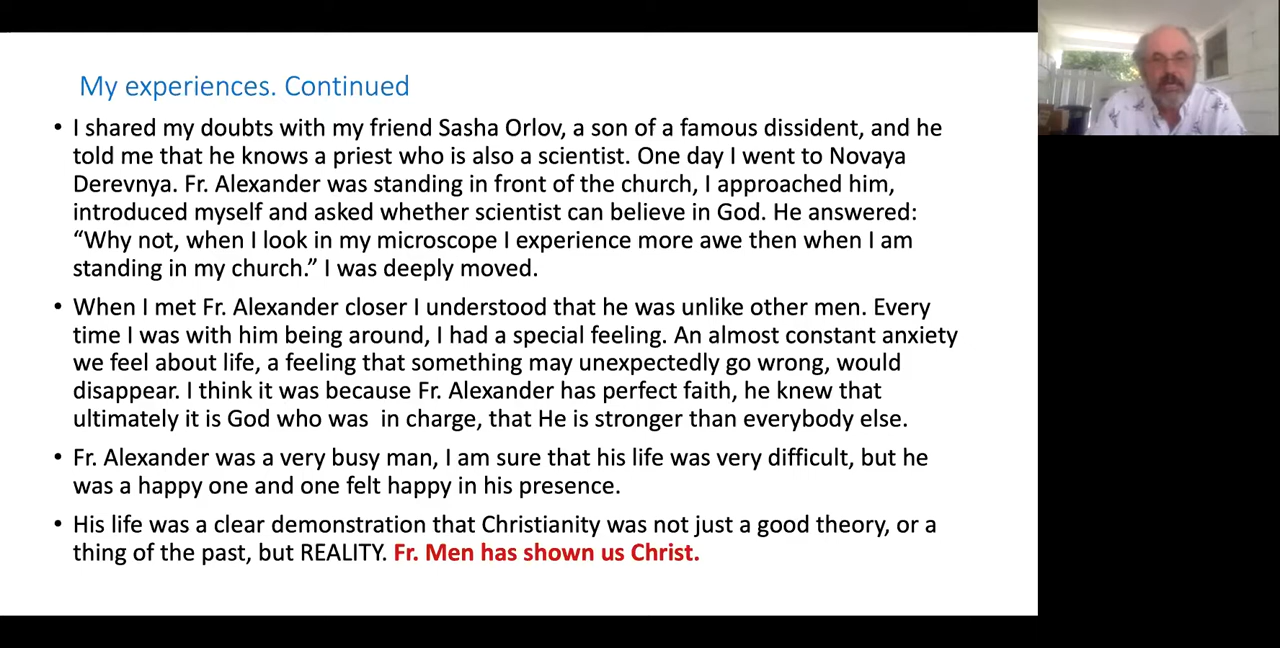 My experiences. Continued
• I shared my doubts with my friend Sasha Orlov, a son of a famous dissident, and he
told me that he knows a priest who is also a scientist. One day I went to Novaya
Derevnya. Fr. Alexander was standing in front of the church, I approached him,
introduced myself and asked whether scientist can believe in God. He answered:
“Why not, when I look in my microscope I experience more awe then when I am
standing in my church.” I was deeply moved.
• When I met Fr. Alexander closer I understood that he was unlike other men. Every
time I was with him being around, I had a special feeling. An almost constant anxiety
we feel about life, a feeling that something may unexpectedly go wrong, would
disappear. I think it was because Fr. Alexander has perfect faith, he knew that
ultimately it is God who was  in charge, that He is stronger than everybody else.
• Fr. Alexander was a very busy man, I am sure that his life was very difficult, but he
was a happy one and one felt happy in his presence.
• His life was a clear demonstration that Christianity was not just a good theory, or a
thing of the past, but REALITY. Fr. Men has shown us Christ.